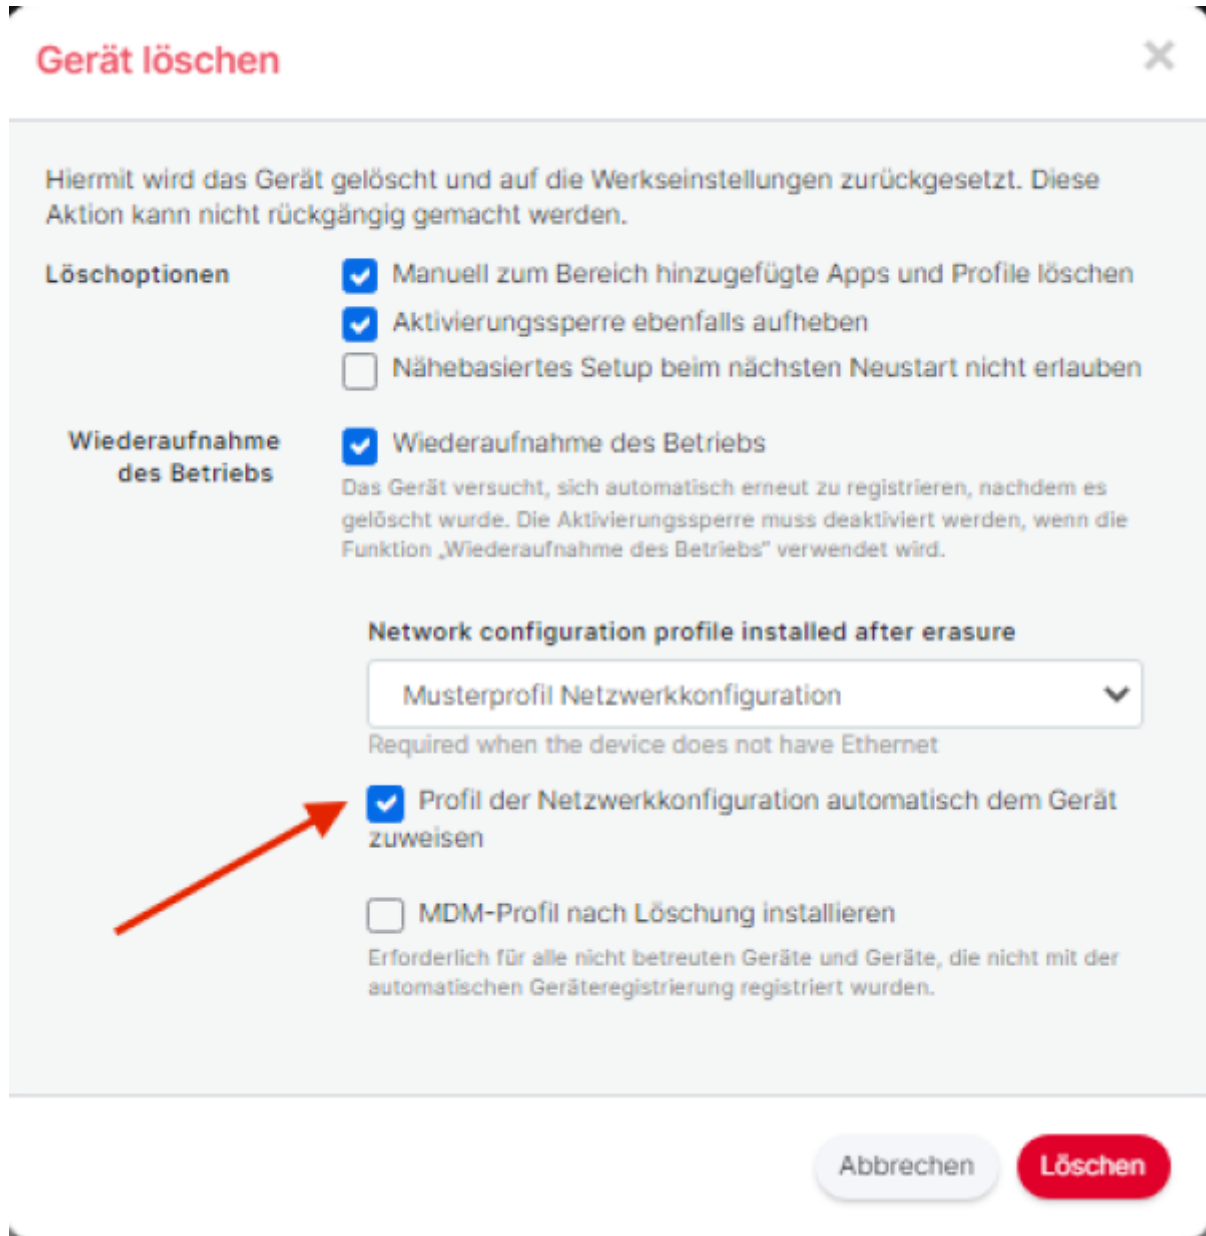 Gerät löschen
Hiermit wird das Gerät gelöscht und auf die Werkseinstellungen zurückgesetzt. Diese
Aktion kann nicht rückgängig gemacht werden.
Löschoptionen
Manuell zum Bereich hinzugefügte Apps und Profile löschen
Aktivierungssperre ebenfalls aufheben
Nähebasiertes Setup beim nächsten Neustart nicht erlauben
Wiederaufnahme
des Betriebs
Wiederaufnahme des Betriebs
Das Gerät versucht, sich automatisch erneut zu registrieren, nachdem es
gelöscht wurde. Die Aktivierungssperre muss deaktiviert werden, wenn die
Funktion „Wiederaufnahme des Betriebs" verwendet wird.
Network configuration profile installed after erasure
Musterprofil Netzwerkkonfiguration
Required when the device does not have Ethernet
Profil der Netzwerkkonfiguration automatisch dem Gerät
zuweisen
MDM-Profil nach Löschung installieren
Erforderlich für alle nicht betreuten Geräte und Geräte, die nicht mit der
automatischen Geräteregistrierung registriert wurden.
Abbrechen
Löschen